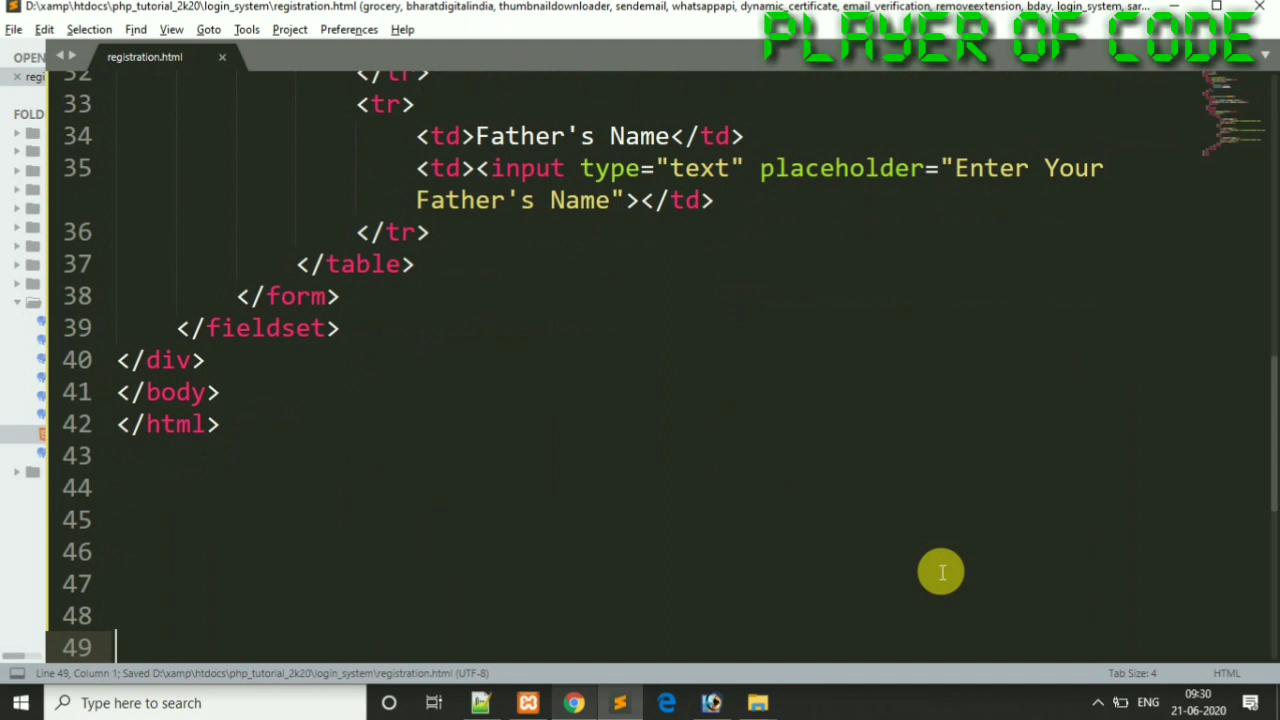 D:\xamp\htdocs\php_tutorial_2k20\login_system\registration.html (grocery, bharatdigitalindia, thumbnaildownloader, sendemail, whatsappapi, dynamic_certificate, email_verification, removeextension, bday, login_system, sar...
File Edit Selection Find View Goto Tools Project Preferences Help
PLAYER OF CODE
OPEN
registration.html
regi
FOLD
32 </tr>
33 <tr>
34 <td>Father's Name</td>
35 <td><input type="text" placeholder="Enter Your
Father's Name"></td>
36 </tr>
37 </table>
38 </form>
39 </fieldset>
40 </div>
41 </body>
42 </html>
43
44
45
46
47
48
49
Line 49, Column 1; Saved D:\xamp\htdocs\php_tutorial_2k20\login_system\registration.html (UTF-8)
Tab Size: 4
HTML
Type here to search
ENG
09:30
21-06-2020